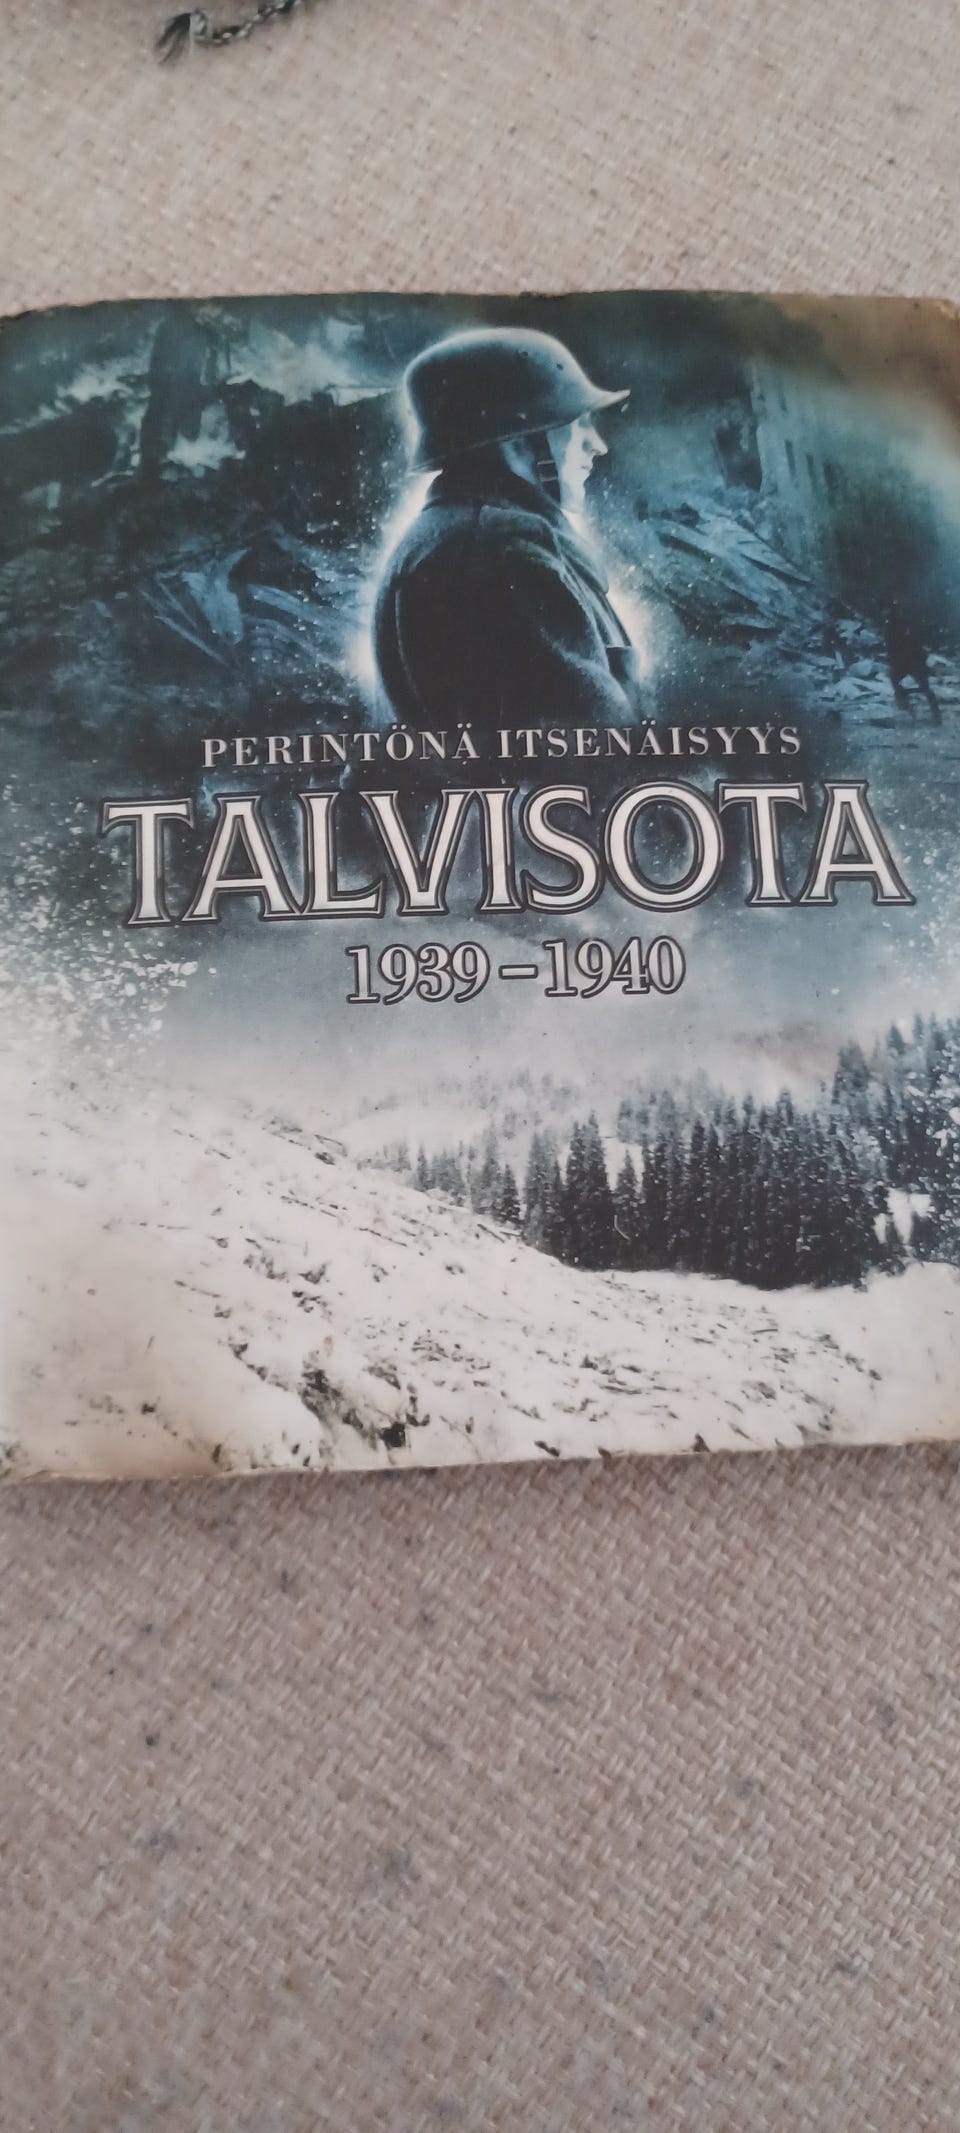 PERINTÖNÄ ITSENÄISYYS
TALVISOTA
1939–1940